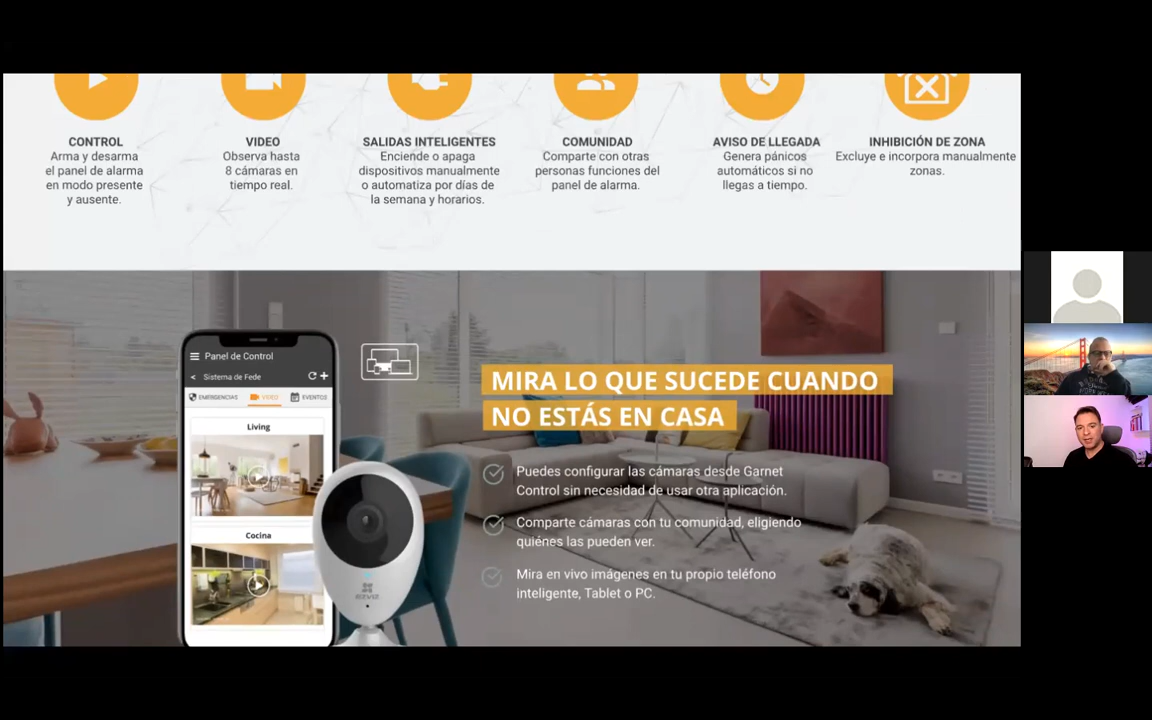 CONTROL
Arma y desarma
el panel de alarma
en modo presente
y ausente.
VIDEO
Observa hasta
8 cámaras en
tiempo real.
SALIDAS INTELIGENTES
Enciende o apaga
dispositivos manualmente
o automatiza por días de
la semana y horarios.
COMUNIDAD
Comparte con otras
personas funciones del
panel de alarma.
AVISO DE LLEGADA
Genera pánicos
automáticos si no
llegas a tiempo.
INHIBICIÓN DE ZONA
Excluye e incorpora manualmente
zonas.
Panel de Control
< Sistema de Fede
EMERGENCIAS VIDEO EVENTOS
Living
Cocina
MIRA LO QUE SUCEDE CUANDO
NO ESTÁS EN CASA
Puedes configurar las cámaras desde Garnet
Control sin necesidad de usar otra aplicación.
Comparte cámaras con tu comunidad, eligiendo
quiénes las pueden ver.
Mira en vivo imágenes en tu propio teléfono
inteligente, Tablet o PC.